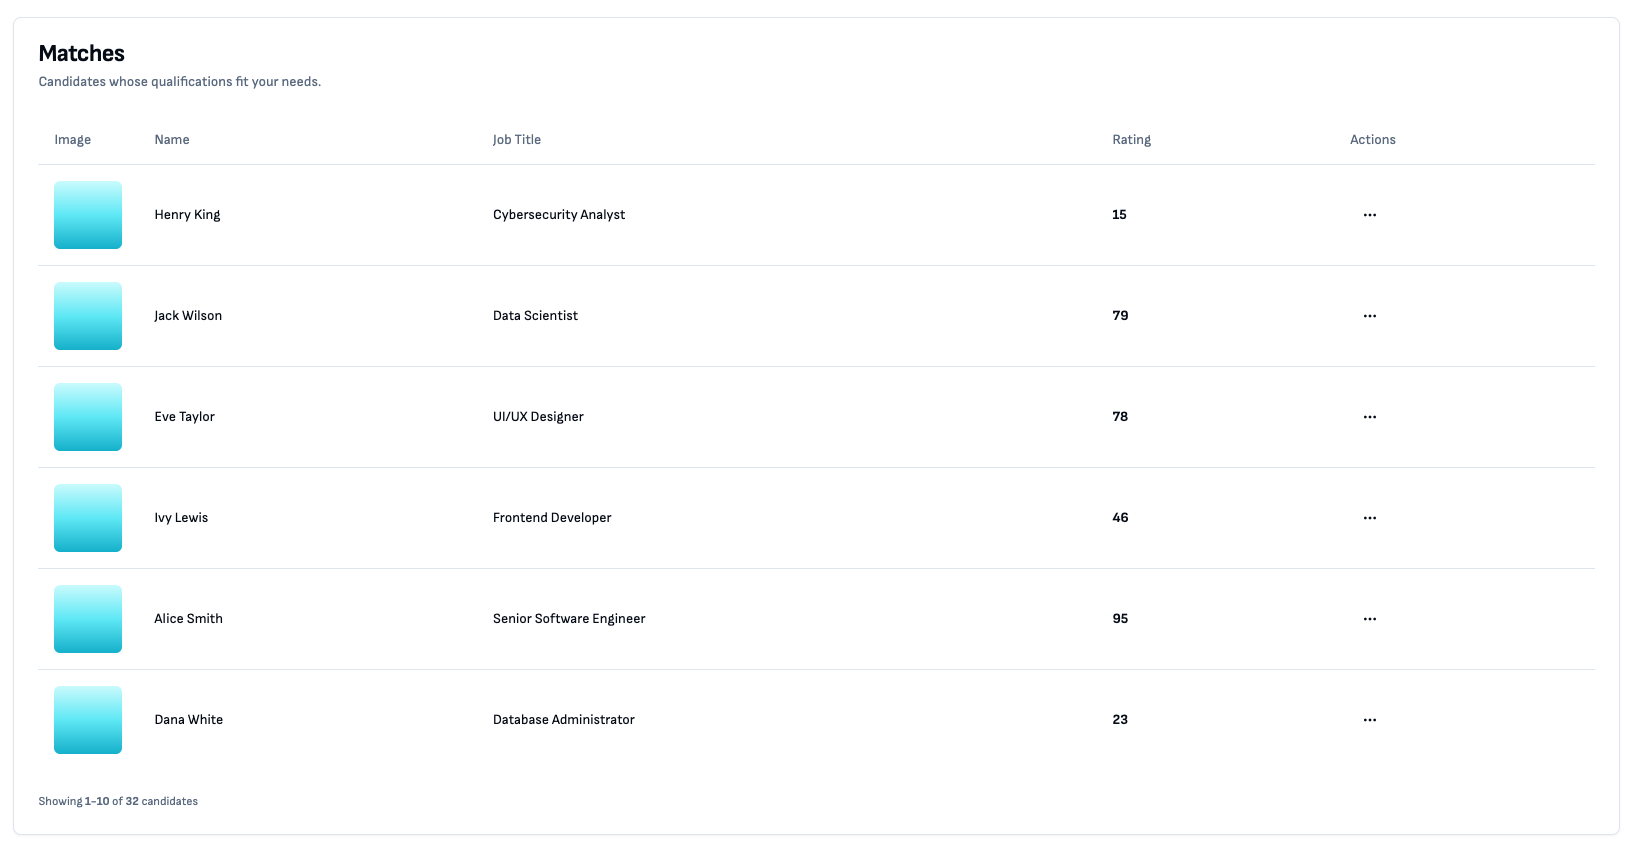 Matches
Candidates whose qualifications fit your needs.
Image Name Job Title Rating Actions
Henry King Cybersecurity Analyst 15 ···
Jack Wilson Data Scientist 79 ···
Eve Taylor UI/UX Designer 78 ···
Ivy Lewis Frontend Developer 46 ···
Alice Smith Senior Software Engineer 95 ···
Dana White Database Administrator 23 ···
Showing 1-10 of 32 candidates